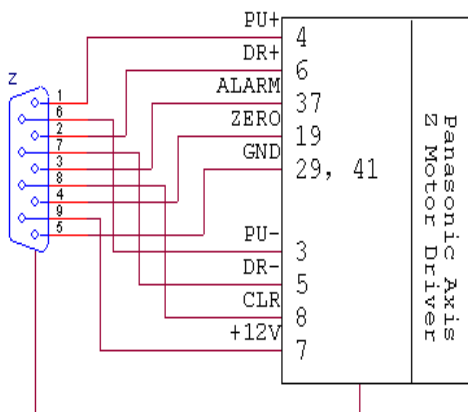 Z
1
6
2
7
3
8
4
9
5
PU+ 4
DR+ 6
ALARM 37
ZERO 19
GND 29, 41
PU- 3
DR- 5
CLR 8
+12V 7
Panasonic Axis
Z Motor Driver